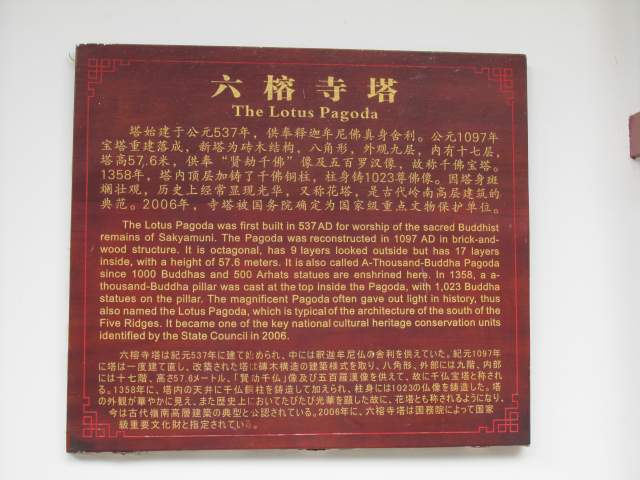 六榕寺塔
The Lotus Pagoda
塔始建于公元537年，供奉释迦牟尼佛真身舍利。公元1097年
宝塔重建落成，新塔为砖木结构，八角形，外观九层，内有十七层，
塔高57.6米，供奉“贤劫千佛”像及五百罗汉像，故称千佛宝塔。
1358年，塔内顶层加铸了千佛铜柱，柱身铸1023尊佛像。因塔身斑
斓壮观，历史上经常显现光华，又称花塔，是古代岭南高层建筑的
典范。2006年，寺塔被国务院确定为国家级重点文物保护单位。
The Lotus Pagoda was first built in 537AD for worship of the sacred Buddhist
remains of Sakyamuni. The Pagoda was reconstructed in 1097 AD in brick-and-
wood structure. It is octagonal, has 9 layers looked outside but has 17 layers
inside, with a height of 57.6 meters. It is also called A-Thousand-Buddha Pagoda
since 1000 Buddhas and 500 Arhats statues are enshrined here. In 1358, a a-
thousand-Buddha pillar was cast at the top inside the Pagoda, with 1,023 Buddha
statues on the pillar. The magnificent Pagoda often gave out light in history, thus
also named the Lotus Pagoda, which is typical of the architecture of the south of the
Five Ridges. It became one of the key national cultural heritage conservation units
identified by the State Council in 2006.
六榕寺塔は紀元537年に建て始められ、中には釈迦牟尼仏の舎利を供えていた。紀元1097年
に塔は一度建て直し、改築された塔は磚木構造の建築様式を取り、八角形、外部には九階、内部
には十七階、高さ57.6メートル、「賢劫千仏」像及び五百羅漢像を供えて、故に千仏宝塔と称され
る。1358年に、塔内の天井に千仏銅柱を鋳造して加えられ、柱身には1023の仏像を鋳造した。塔
の外観が華やかに見え、また歴史上においてたびたび光華を顕した故に、花塔とも称されるようになり、
今は古代嶺南高層建築の典型と公認されている。2006年に、六榕寺塔は国務院によって国家
級重要文化財と指定されている。